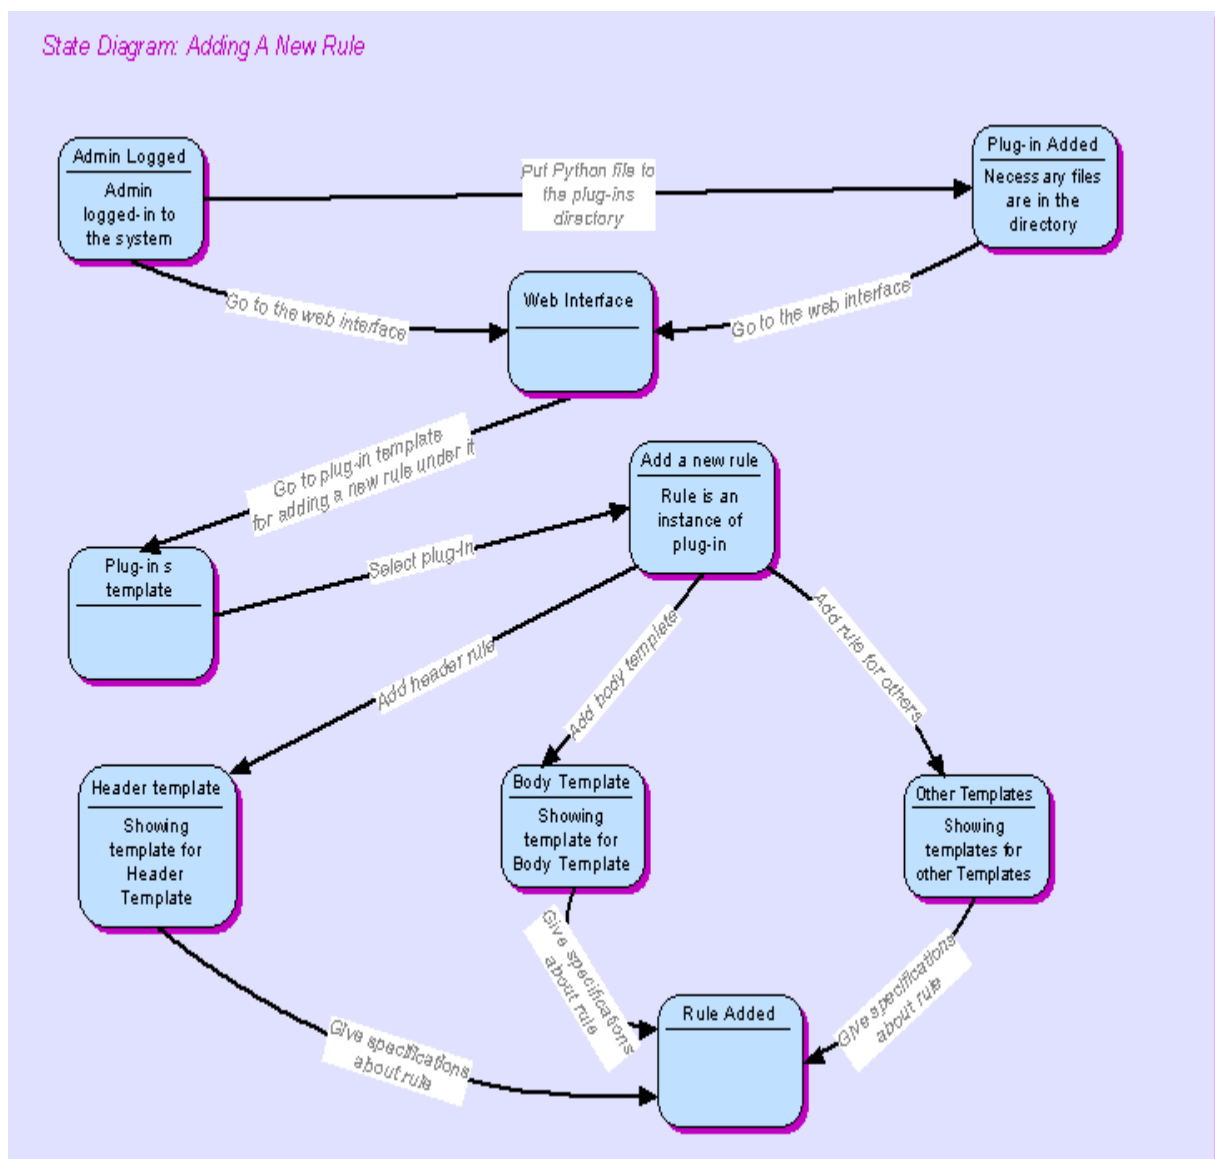 State Diagram: Adding A New Rule
Admin Logged
Admin
logged-in to
the system
Put Python file to
the plug-ins
directory
Plug-in Added
Necessary files
are in the
directory
Go to the web interface
Web Interface
Go to the web interface
Go to plug-in template
for adding a new rule under it
Add a new rule
Rule is an
instance of
plug-in
Plug-in s
template
Select plug-in
Add header rule
Add body template
Add rule for others
Header template
Showing
template for
Header
Template
Body Template
Showing
template for
Body Template
Other Templates
Showing
templates for
other Templates
Give specifications
about rule
Give specifications
about rule
Give specifications
about rule
Rule Added